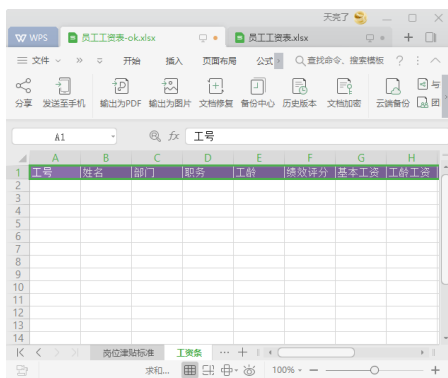 天亮了
WPS 员工工资表-ok.xlsx 员工工资表.xlsx
文件 开始 插入 页面布局 公式 查找命令、搜索模板
分享 发送至手机 输出为PDF 输出为图片 文档修复 备份中心 历史版本 文档加密 云端备份 与 团
A1 fx 工号
A B C D E F G H
1 工号 姓名 部门 职务 工龄 绩效评分 基本工资 工龄工资
2
3
4
5
6
7
8
9
10
11
12
13
14
岗位津贴标准 工资条 ...
求和... 100%